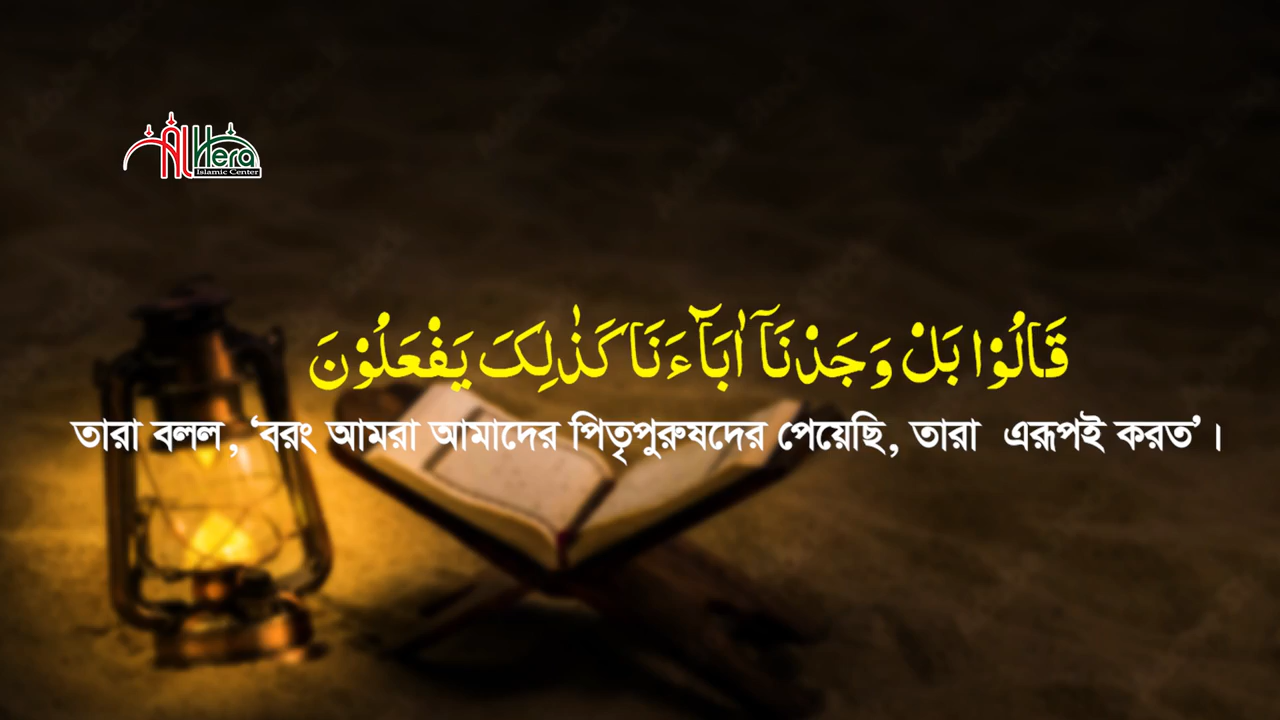 AlHera
Islamic Center
قَالُوْا بَلْ وَجَدْنَآ اٰبَآءَنَا كَذٰلِكَ يَفْعَلُوْنَ
তারা বলল, ‘বরং আমরা আমাদের পিতৃপুরুষদের পেয়েছি, তারা এরূপই করত’।